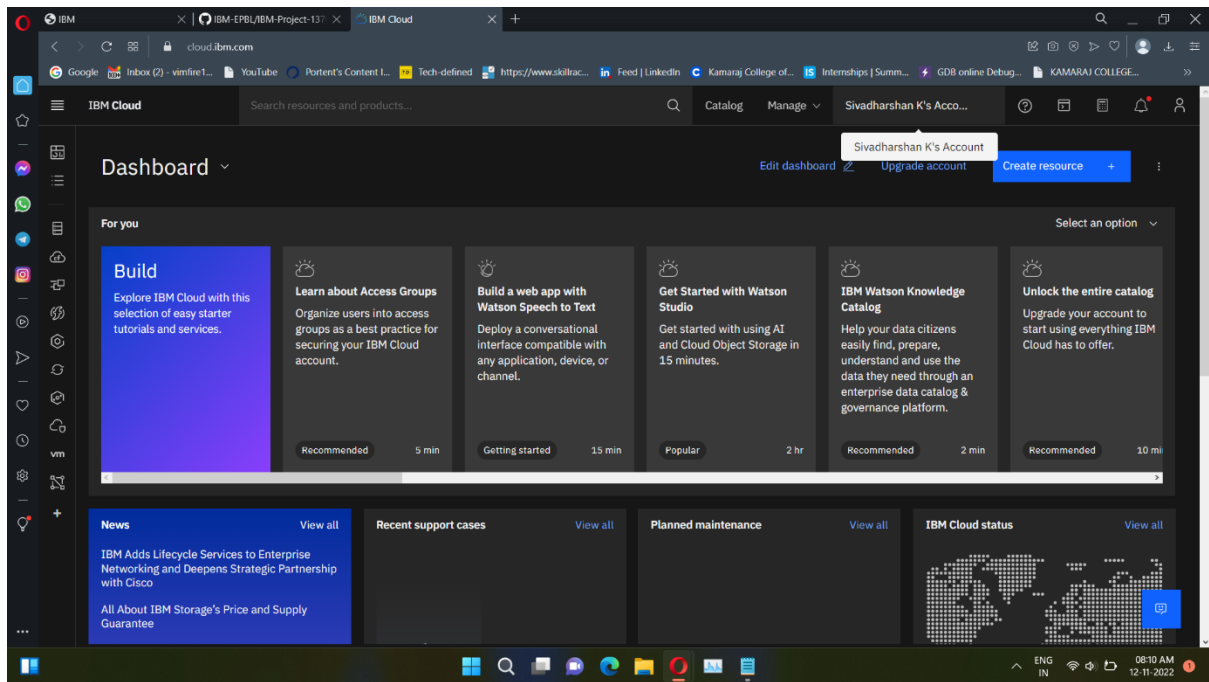 IBM
IBM-EPBL/IBM-Project-137
IBM Cloud
cloud.ibm.com
Google
Inbox (2) - vimfire1...
YouTube
Portent's Content I...
Tech-defined
https://www.skillrac...
Feed | LinkedIn
Kamaraj College of...
Internships | Summ...
GDB online Debug...
KAMARAJ COLLEGE...
IBM Cloud
Search resources and products...
Catalog
Manage
Sivadharshan K's Acco...
Sivadharshan K's Account
Dashboard
Edit dashboard
Upgrade account
Create resource +
For you
Select an option
Build
Explore IBM Cloud with this
selection of easy starter
tutorials and services.
Learn about Access Groups
Organize users into access
groups as a best practice for
securing your IBM Cloud
account.
Recommended
5 min
Build a web app with
Watson Speech to Text
Deploy a conversational
interface compatible with
any application, device, or
channel.
Getting started
15 min
Get Started with Watson
Studio
Get started with using AI
and Cloud Object Storage in
15 minutes.
Popular
2 hr
IBM Watson Knowledge
Catalog
Help your data citizens
easily find, prepare,
understand and use the
data they need through an
enterprise data catalog &
governance platform.
Recommended
2 min
Unlock the entire catalog
Upgrade your account to
start using everything IBM
Cloud has to offer.
Recommended
10 mi
vm
News
View all
IBM Adds Lifecycle Services to Enterprise
Networking and Deepens Strategic Partnership
with Cisco
All About IBM Storage's Price and Supply
Guarantee
Recent support cases
View all
Planned maintenance
View all
IBM Cloud status
View all
ENG
IN
08:10 AM
12-11-2022
1